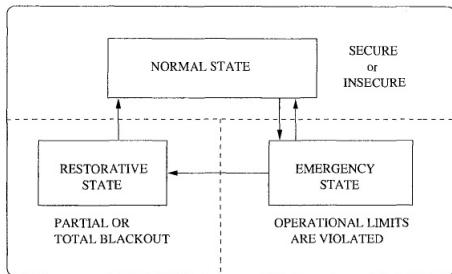 NORMAL STATE
SECURE
or
INSECURE
RESTORATIVE
STATE
EMERGENCY
STATE
PARTIAL OR
TOTAL BLACKOUT
OPERATIONAL LIMITS
ARE VIOLATED